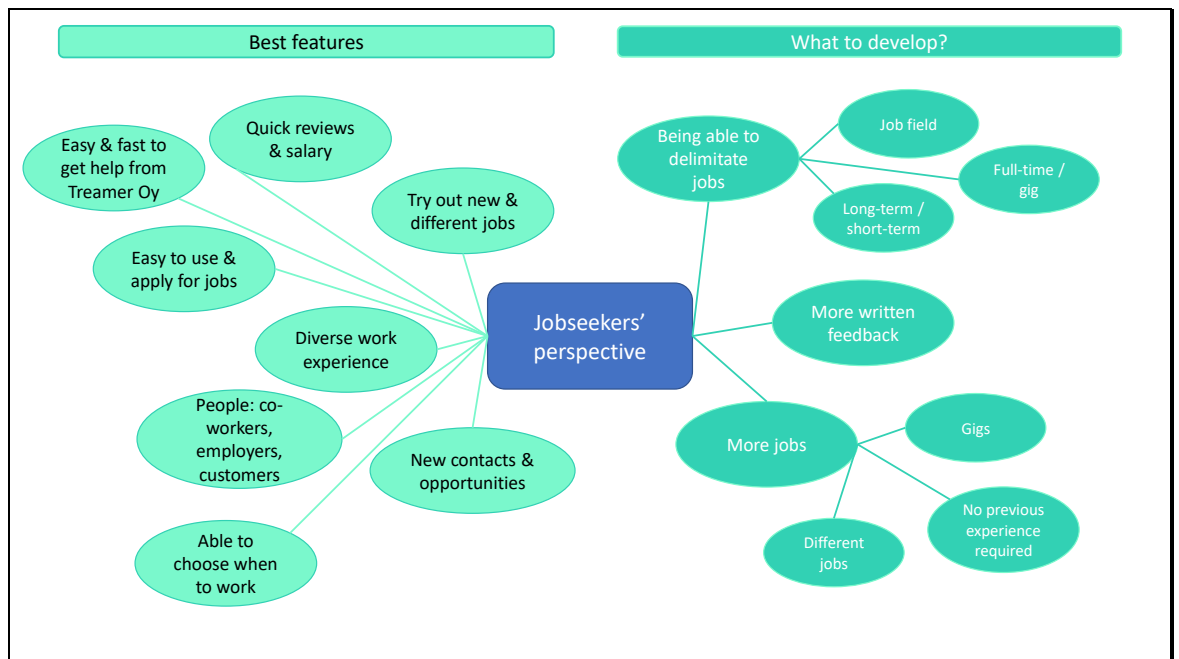 Best features
What to develop?
Quick reviews
& salary
Easy & fast to
get help from
Treamer Oy
Try out new &
different jobs
Easy to use &
apply for jobs
Diverse work
experience
People: co-
workers,
employers,
customers
New contacts &
opportunities
Able to
choose when
to work
Jobseekers’
perspective
Being able to
delimitate
jobs
Job field
Full-time /
gig
Long-term /
short-term
More written
feedback
More jobs
Gigs
No previous
experience
required
Different
jobs